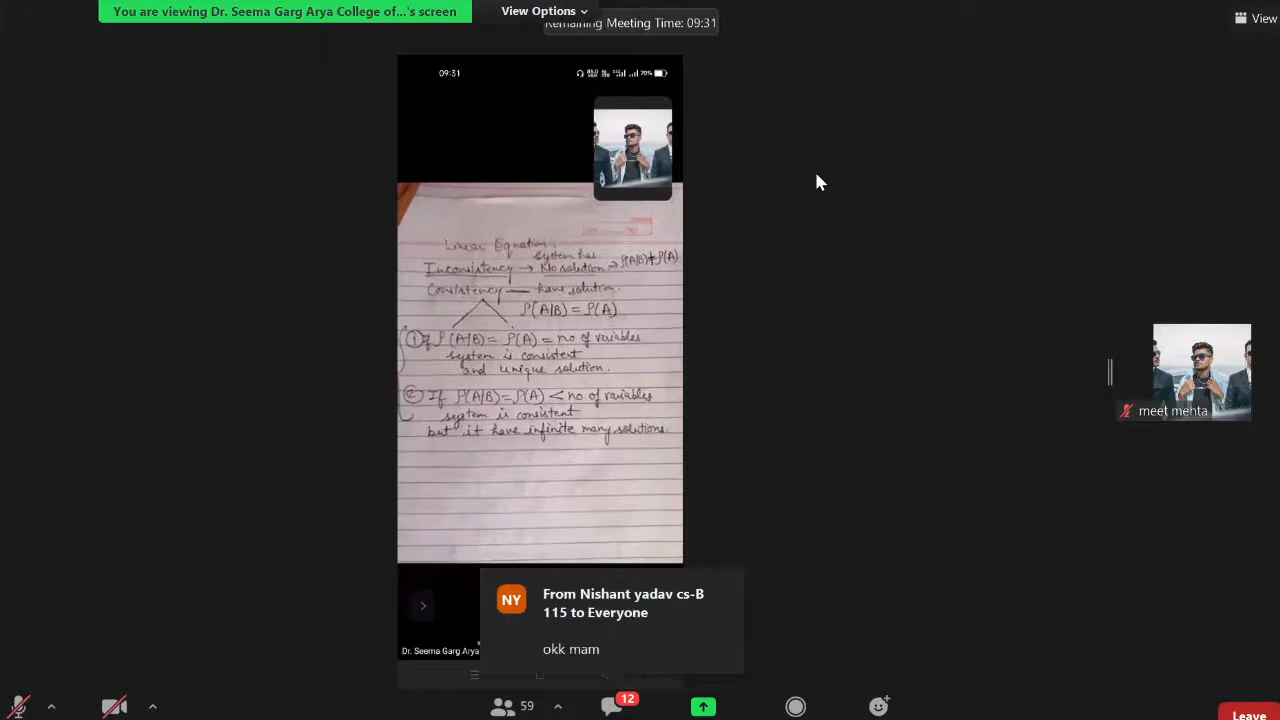 You are viewing Dr. Seema Garg Arya College of...'s screen
View Options
Remaining Meeting Time: 09:31
View
09:31
70%
Linear Equation.
system has
Inconsistency → No solution ⇒ ρ(A|B) ≠ ρ(A)
Consistency — have solution.
ρ(A|B) = ρ(A)
① If ρ(A|B) = ρ(A) = no of variables
system is consistent
and unique solution.
② If ρ(A|B) = ρ(A) < no. of variables
system is consistent
but it have infinite many solutions.
meet mehta
NY
From Nishant yadav cs-B
115 to Everyone
okk mam
Dr. Seema Garg Arya
59
12
Leave